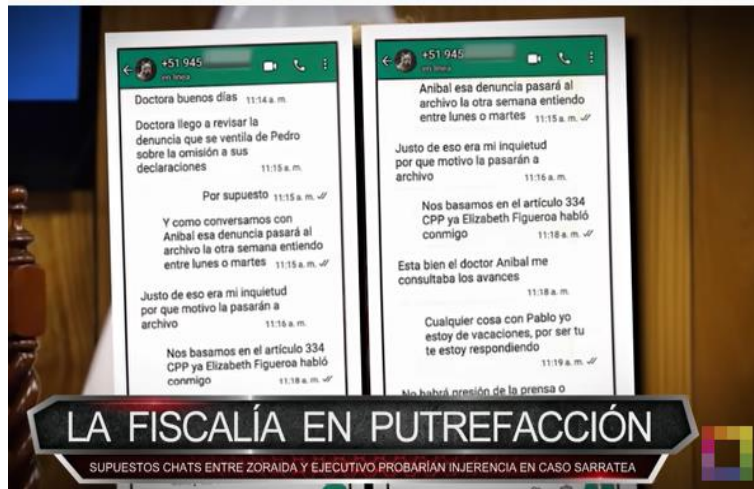 +51 945
en línea
Doctora buenos días 11:14 a. m.
Doctora llego a revisar la
denuncia que se ventila de Pedro
sobre la omisión a sus
declaraciones 11:15 a. m.
Por supuesto 11:15 a. m.
Y como conversamos con
Anibal esa denuncia pasará al
archivo la otra semana entiendo
entre lunes o martes 11:15 a. m.
Justo de eso era mi inquietud
por que motivo la pasarán a
archivo 11:16 a. m.
Nos basamos en el artículo 334
CPP ya Elizabeth Figueroa habló
conmigo 11:18 a. m.
+51 945
en línea
Anibal esa denuncia pasará al
archivo la otra semana entiendo
entre lunes o martes 11:15 a. m.
Justo de eso era mi inquietud
por que motivo la pasarán a
archivo 11:16 a. m.
Nos basamos en el artículo 334
CPP ya Elizabeth Figueroa habló
conmigo 11:18 a. m.
Esta bien el doctor Anibal me
consultaba los avances
11:18 a. m.
Cualquier cosa con Pablo yo
estoy de vacaciones, por ser tu
te estoy respondiendo
11:19 a. m.
No habrá presión de la prensa o
LA FISCALÍA EN PUTREFACCIÓN
SUPUESTOS CHATS ENTRE ZORAIDA Y EJECUTIVO PROBARÍAN INJERENCIA EN CASO SARRATEA